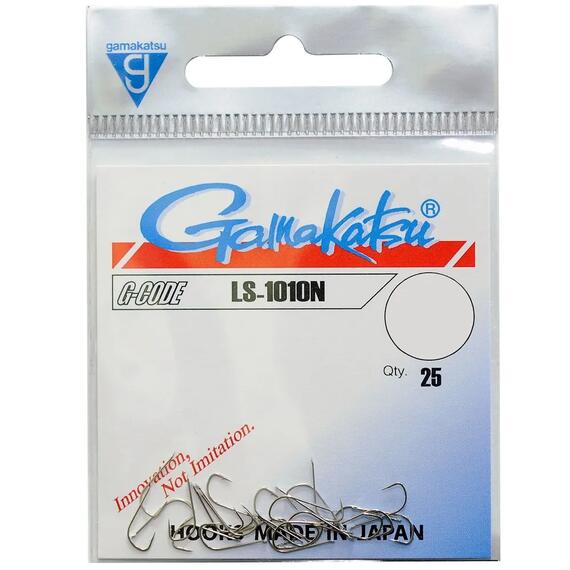 gamakatsu
g
Gamakatsu®
G-CODE LS-1010N
Qty. 25
Innovation,
Not Imitation.
HOOKS MADE IN JAPAN